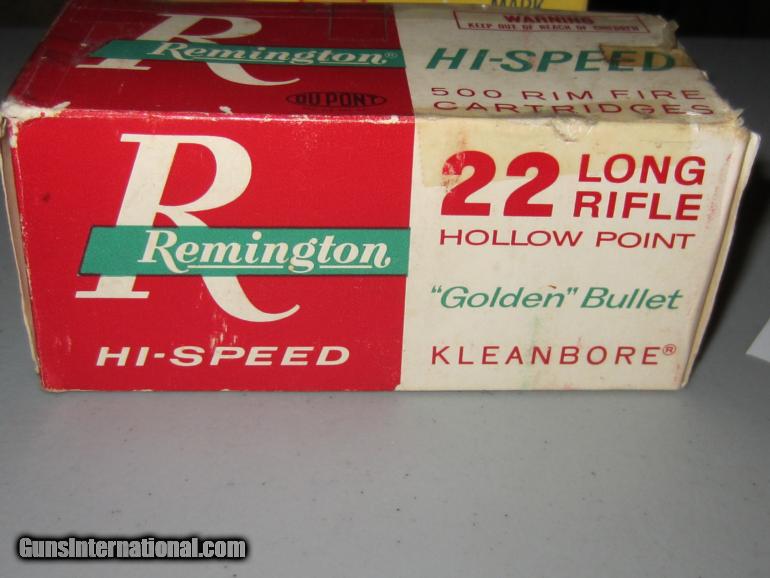 MARK
WARNING
KEEP OUT OF REACH OF CHILDREN
Remington®
HI-SPEED
DU PONT
500 RIM FIRE
CARTRIDGES
R
Remington
HI-SPEED
22 LONG
RIFLE
HOLLOW POINT
"Golden" Bullet
KLEANBORE®
GunsInternational.com